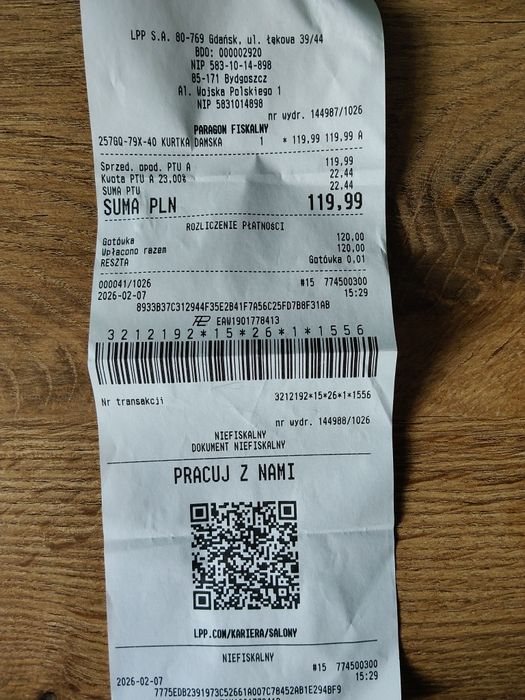 LPP S.A. 80-769 Gdańsk, ul. Łąkowa 39/44
BDO: 000002920
NIP 583-10-14-898
85-171 Bydgoszcz
Al. Wojska Polskiego 1
NIP 5831014898
nr wydr. 144987/1026
PARAGON FISKALNY
257GQ-79X-40 KURTKA DAMSKA 1 * 119.99 119.99 A
Sprzed. opod. PTU A 119.99
Kwota PTU A 23.00% 22.44
SUMA PTU 22.44
SUMA PLN 119,99
ROZLICZENIE PŁATNOŚCI
Gotówka 120,00
Wpłacono razem 120,00
RESZTA Gotówka 0.01
000041/1026 #15 774500300
2026-02-07 15:29
8933B37C312944F35E2B41F7A56C25FD7B8F31AB
EAW1901778413
3212192*15*26*1*1556
Nr transakcji 3212192*15*26*1*1556
nr wydr. 144988/1026
NIEFISKALNY
DOKUMENT NIEFISKALNY
PRACUJ Z NAMI
LPP.COM/KARIERA/SALONY
NIEFISKALNY
#15 774500300
2026-02-07 15:29
7775EDB2391973C52661A007C78452AB1E294BF9